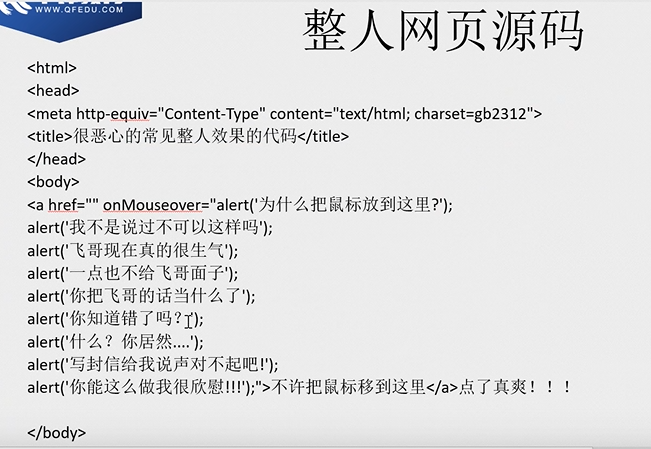 WWW.QFEDU.COM
整人网页源码
<html>
<head>
<meta http-equiv="Content-Type" content="text/html; charset=gb2312">
<title>很恶心的常见整人效果的代码</title>
</head>
<body>
<a href="" onMouseover="alert('为什么把鼠标放到这里?');
alert('我不是说过不可以这样吗');
alert('飞哥现在真的很生气');
alert('一点也不给飞哥面子');
alert('你把飞哥的话当什么了');
alert('你知道错了吗？');
alert('什么？你居然....');
alert('写封信给我说声对不起吧!');
alert('你能这么做我很欣慰!!!');">不许把鼠标移到这里</a>点了真爽！！！
</body>